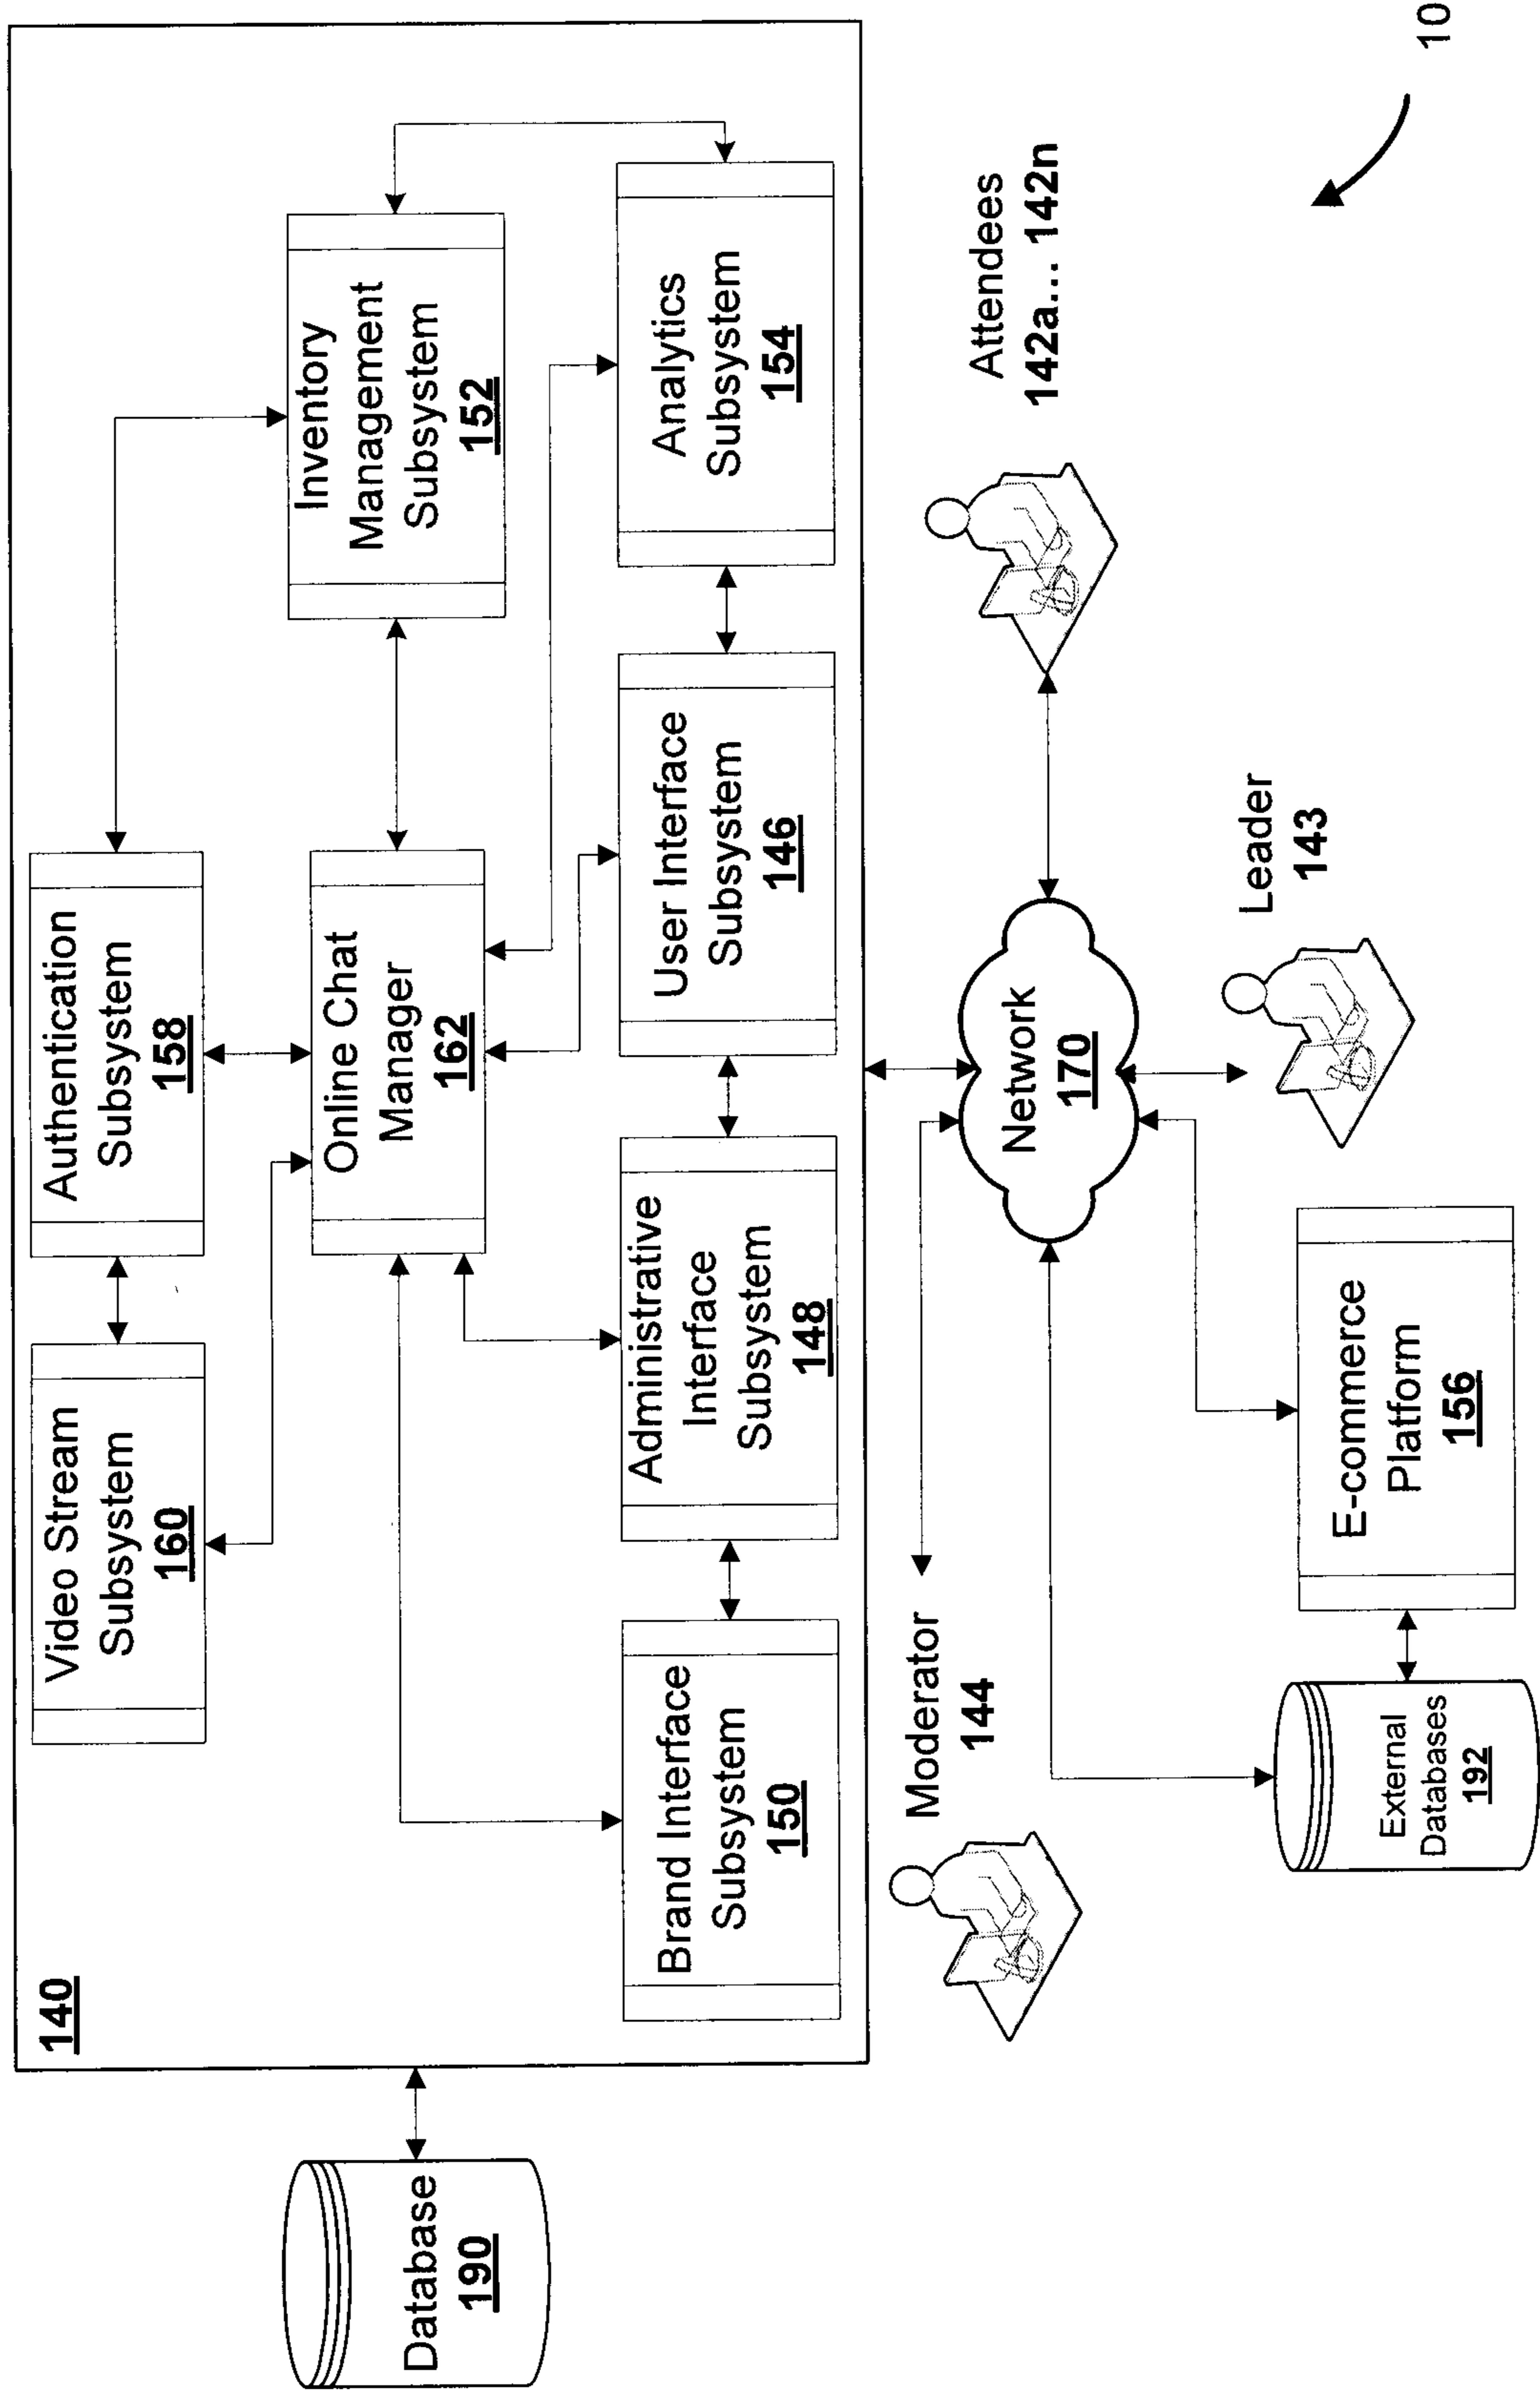 140
Video Stream
Subsystem
160
Authentication
Subsystem
158
Online Chat
Manager
162
Inventory
Management
Subsystem
152
Brand Interface
Subsystem
150
Administrative
Interface
Subsystem
148
User Interface
Subsystem
146
Analytics
Subsystem
154
Database
190
Moderator
144
Network
170
Attendees
142a... 142n
Leader
143
External
Databases
192
E-commerce
Platform
156
10